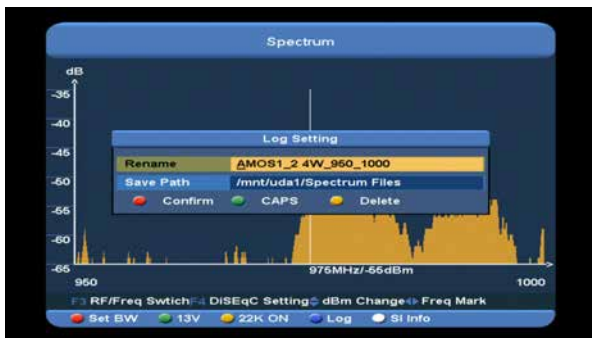 Spectrum
dB
-35
-40
Log Setting
-45
Rename AMOS1_2 4W_950_1000
-50 Save Path /mnt/uda1/Spectrum Files
Confirm CAPS Delete
-55
-60
-65 975MHz/-55dBm
950 1000
F3 RF/Freq Swtich F4 DiSEqC Setting dBm Change Freq Mark
Set BW 13V 22K ON Log SI Info